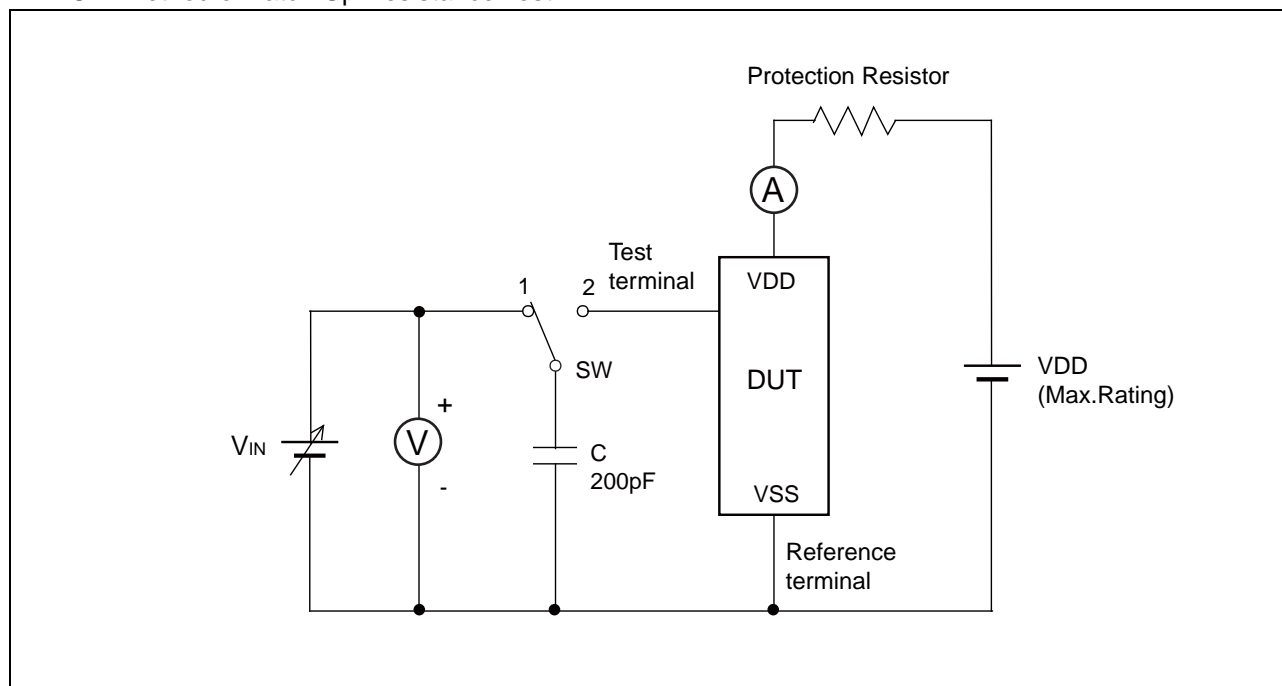 Protection Resistor
A
Test
terminal
1
2
VDD
SW
DUT
VDD
(Max.Rating)
+
VIN
V
C
200pF
-
VSS
Reference
terminal